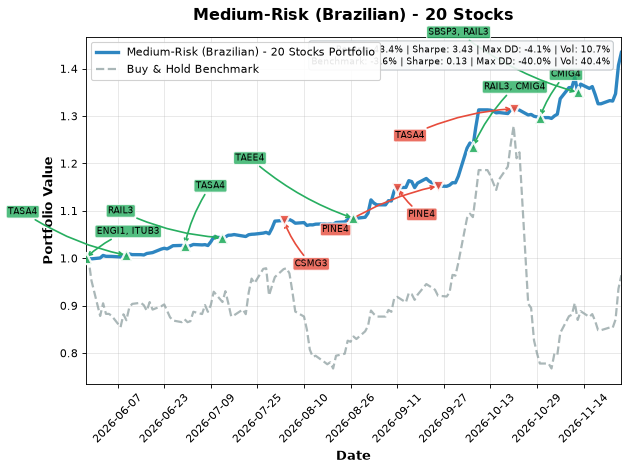 Medium-Risk (Brazilian) - 20 Stocks
SBSP3, RAIL3
Medium-Risk (Brazilian) - 20 Stocks Portfolio
Buy & Hold Benchmark
3.4% | Sharpe: 3.43 | Max DD: -4.1% | Vol: 10.7%
.6% | Sharpe: 0.13 | Max DD: -40.0% | Vol: 40.4%
CMIG4
RAIL3, CMIG4
TASA4
TAEE4
TASA4
TASA4
RAIL3
PINE4
ENGI1, ITUB3
PINE4
CSMG3
Portfolio Value
1.4
1.3
1.2
1.1
1.0
0.9
0.8
2026-06-07
2026-06-23
2026-07-09
2026-07-25
2026-08-10
2026-08-26
2026-09-11
2026-09-27
2026-10-13
2026-10-29
2026-11-14
Date